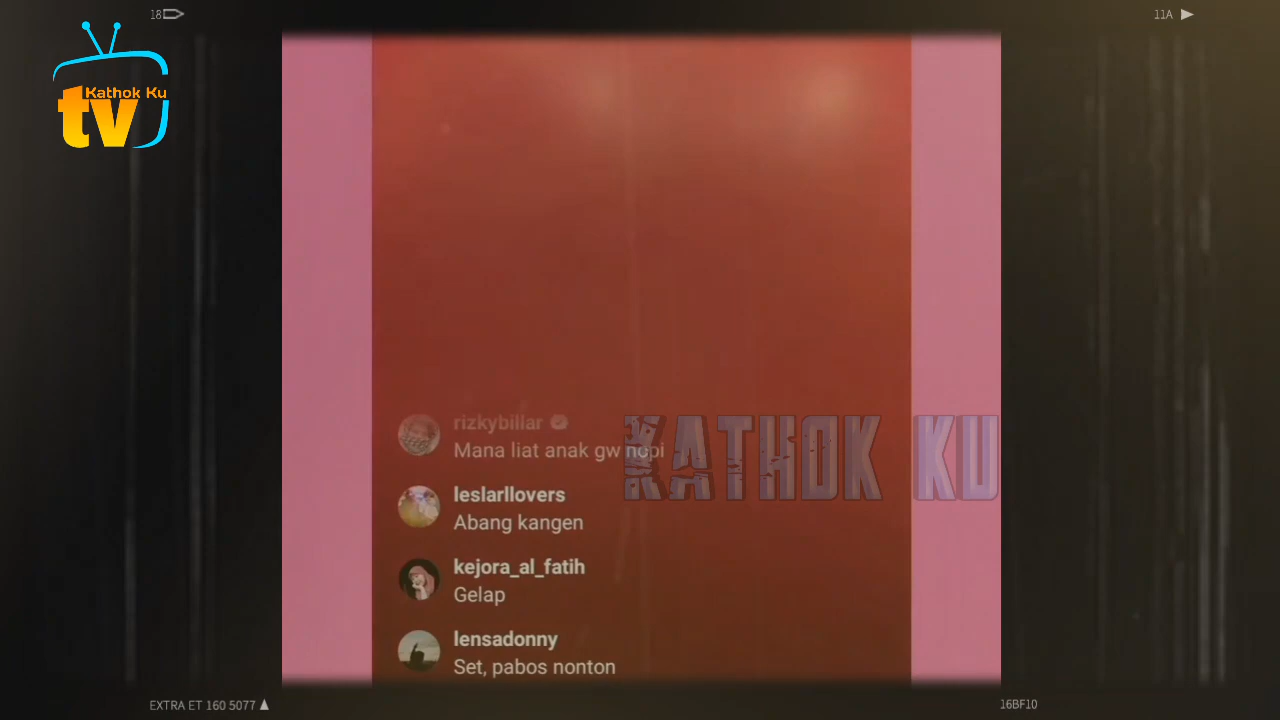 18
11A
Kathok Ku
tv
rizkybillar
Mana liat anak gw nopi
KATHOK KU
leslarllovers
Abang kangen
kejora_al_fatih
Gelap
lensadonny
Set, pabos nonton
EXTRA ET 160 5077
16BF10